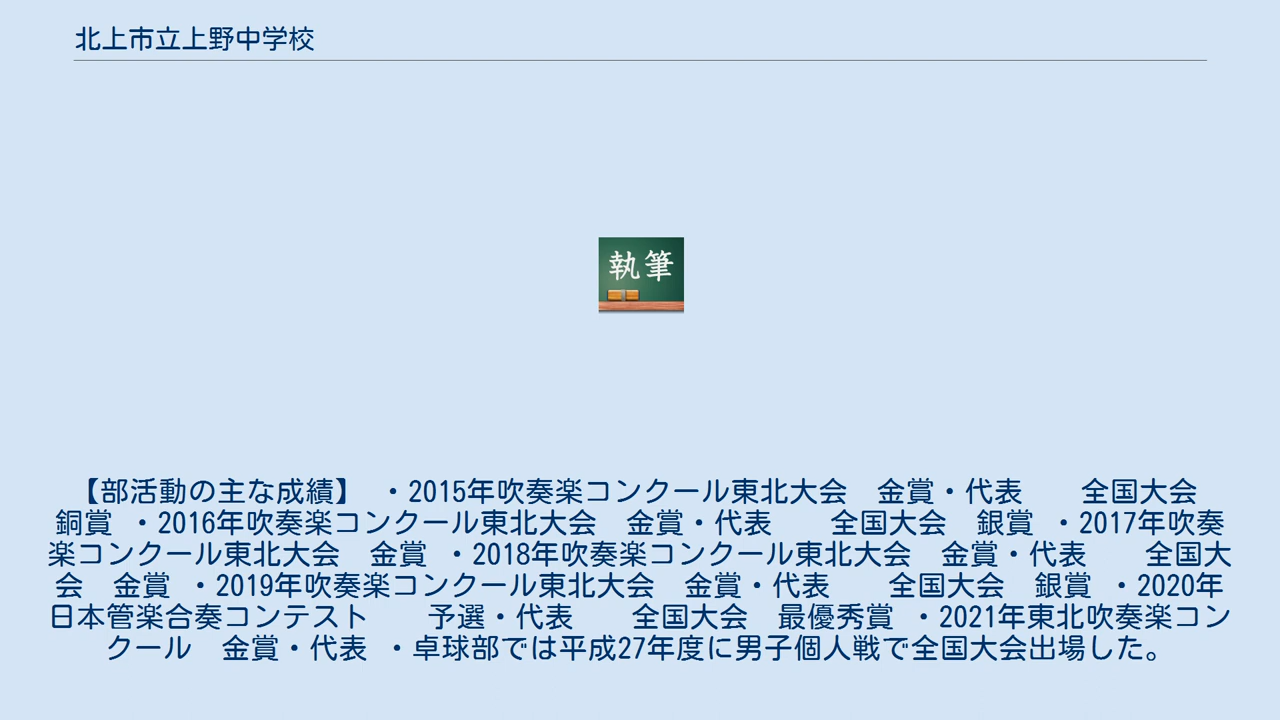 北上市立上野中学校
執筆
【部活動の主な成績】 ・2015年吹奏楽コンクール東北大会　金賞・代表　　全国大会
銅賞 ・2016年吹奏楽コンクール東北大会　金賞・代表　　全国大会　銀賞 ・2017年吹奏
楽コンクール東北大会　金賞 ・2018年吹奏楽コンクール東北大会　金賞・代表　　全国大
会　金賞 ・2019年吹奏楽コンクール東北大会　金賞・代表　　全国大会　銀賞 ・2020年
日本管楽合奏コンテスト　　予選・代表　　全国大会　最優秀賞 ・2021年東北吹奏楽コン
クール　金賞・代表 ・卓球部では平成27年度に男子個人戦で全国大会出場した。